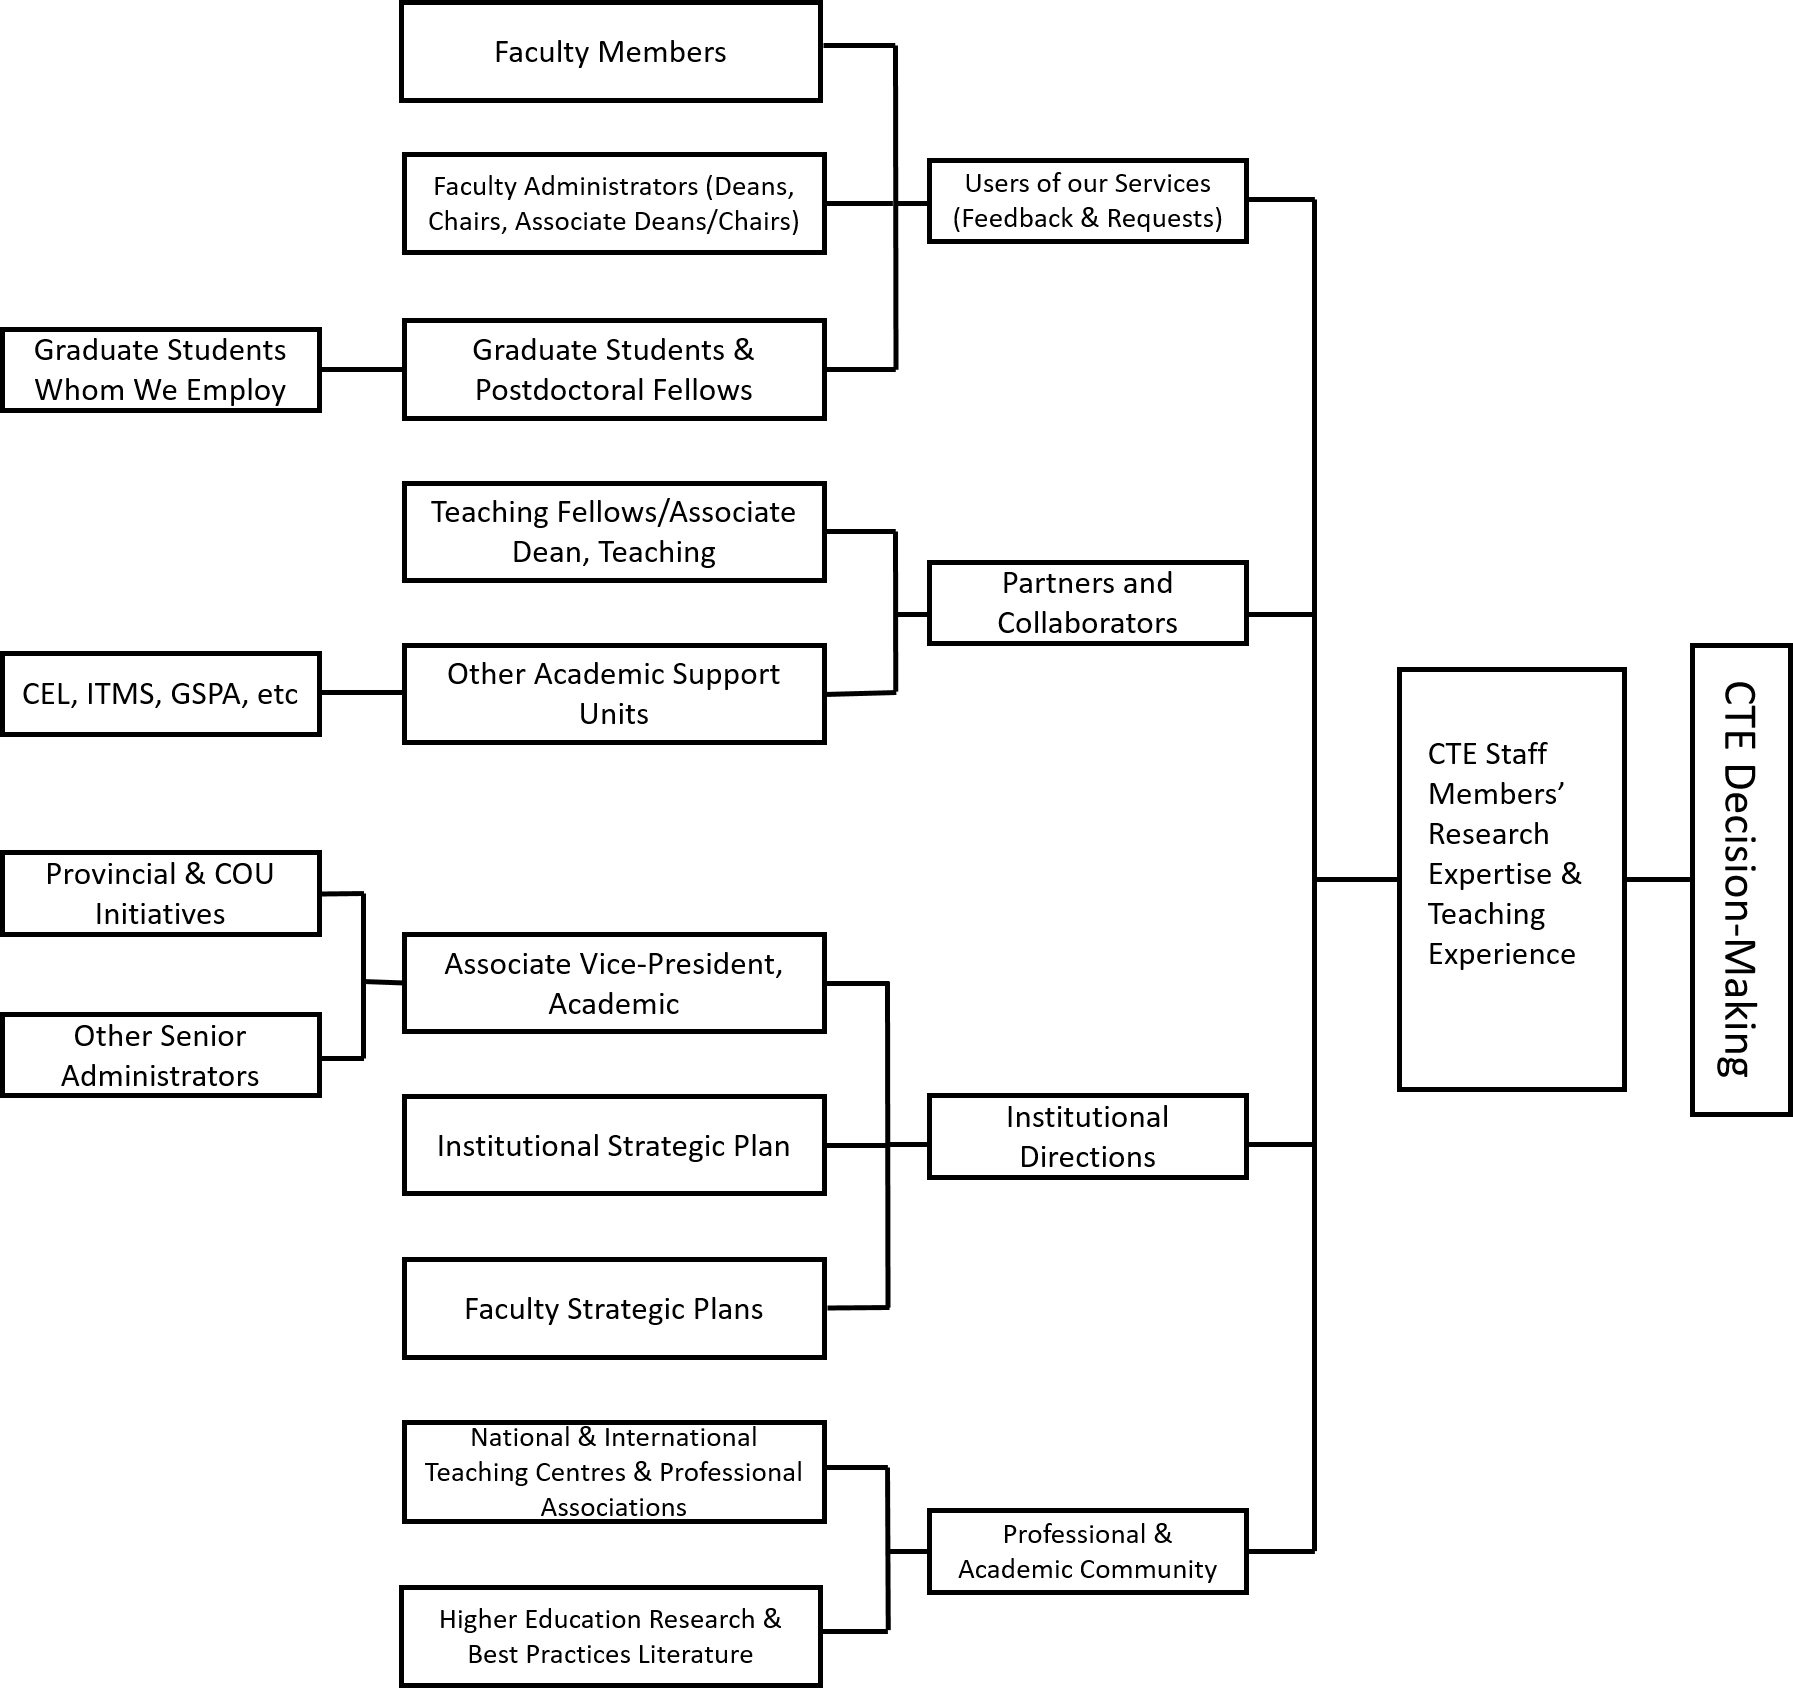 Faculty Members
Faculty Administrators (Deans,
Chairs, Associate Deans/Chairs)
Users of our Services
(Feedback & Requests)
Graduate Students
Whom We Employ
Graduate Students &
Postdoctoral Fellows
Teaching Fellows/Associate
Dean, Teaching
Partners and
Collaborators
CEL, ITMS, GSPA, etc
Other Academic Support
Units
CTE Staff
Members’
Research
Expertise &
Teaching
Experience
CTE Decision-Making
Provincial & COU
Initiatives
Other Senior
Administrators
Associate Vice-President,
Academic
Institutional Strategic Plan
Institutional
Directions
Faculty Strategic Plans
National & International
Teaching Centres & Professional
Associations
Professional &
Academic Community
Higher Education Research &
Best Practices Literature